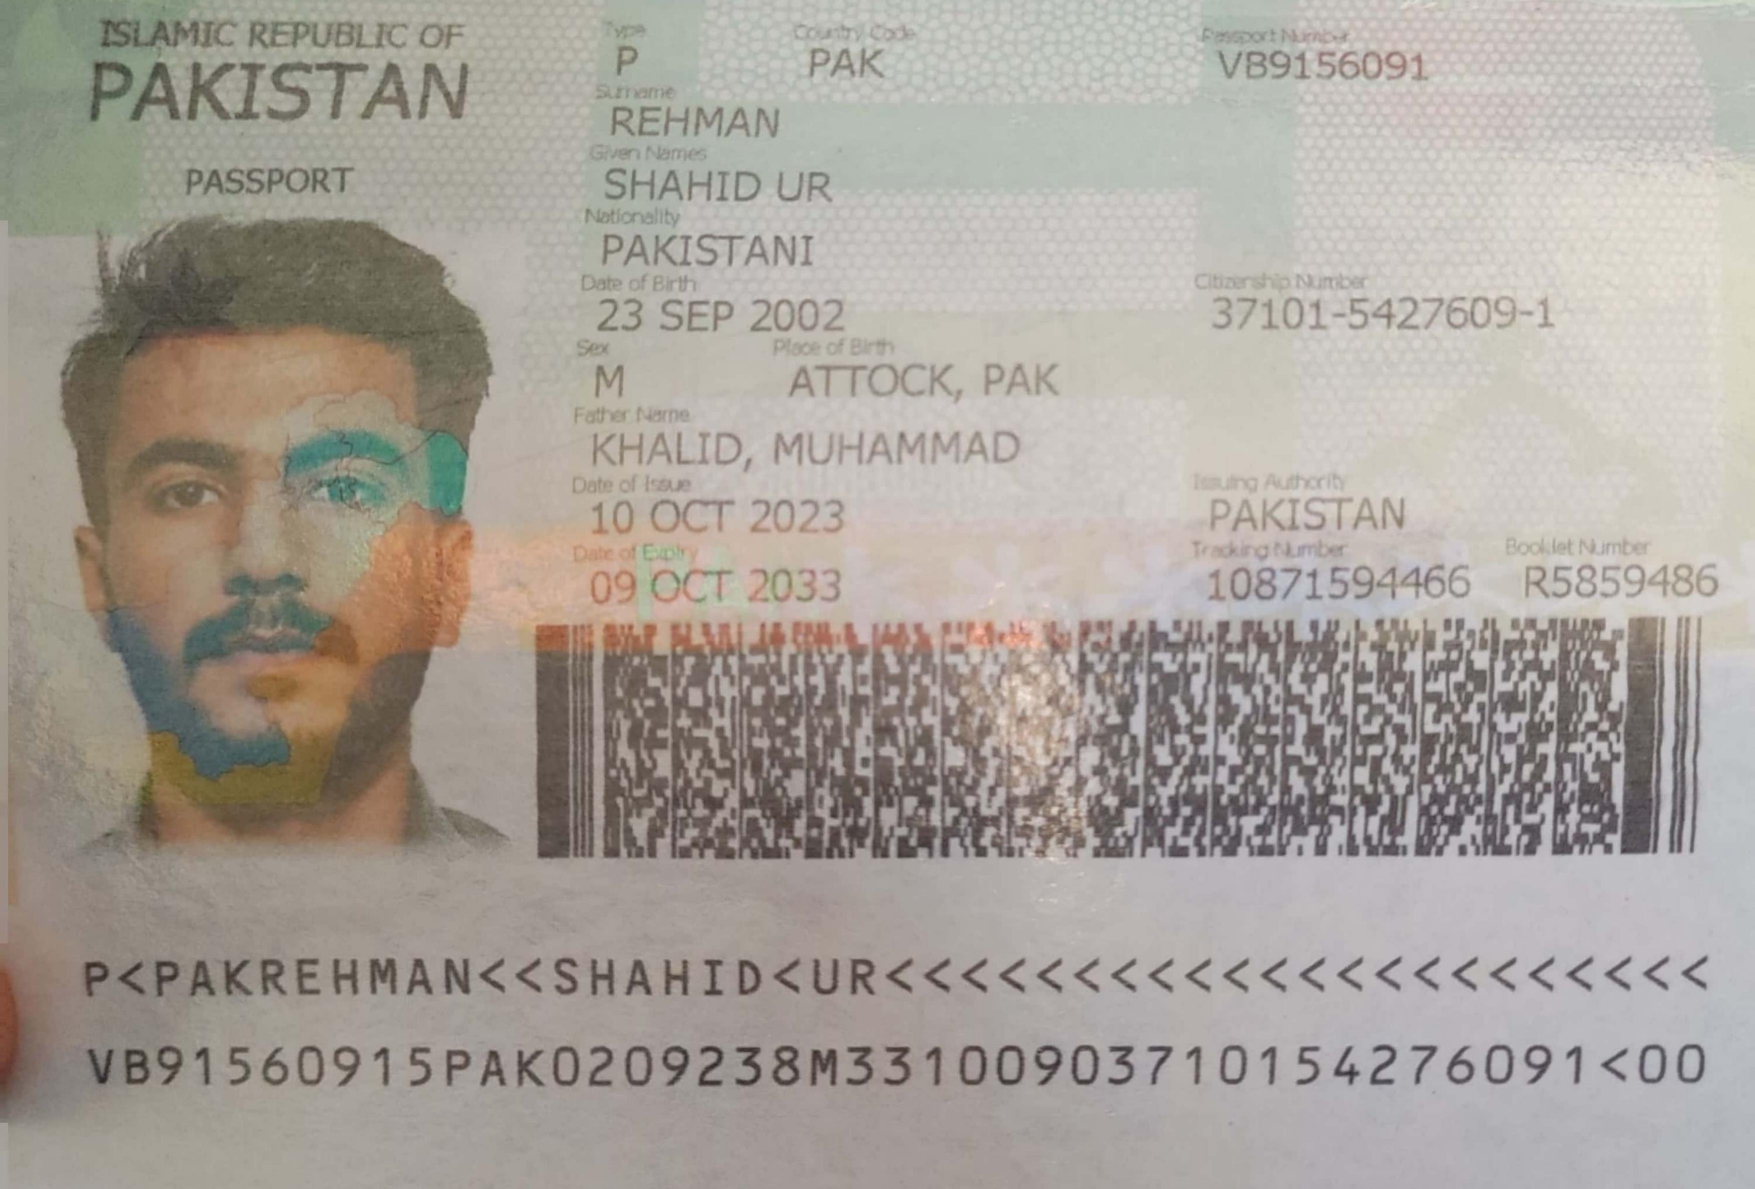 ISLAMIC REPUBLIC OF
PAKISTAN
PASSPORT
Type Country Code Passport Number
P PAK VB9156091
Surname
REHMAN
Given Names
SHAHID UR
Nationality
PAKISTANI
Date of Birth Citizenship Number
23 SEP 2002 37101-5427609-1
Sex Place of Birth
M ATTOCK, PAK
Father Name
KHALID, MUHAMMAD
Date of Issue Issuing Authority
10 OCT 2023 PAKISTAN
Date of Expiry Tracking Number Booklet Number
09 OCT 2033 10871594466 R5859486
P<PAKREHMAN<<SHAHID<UR<<<<<<<<<<<<<<<<<<<<<<
VB91560915PAK0209238M33100903710154276091<00